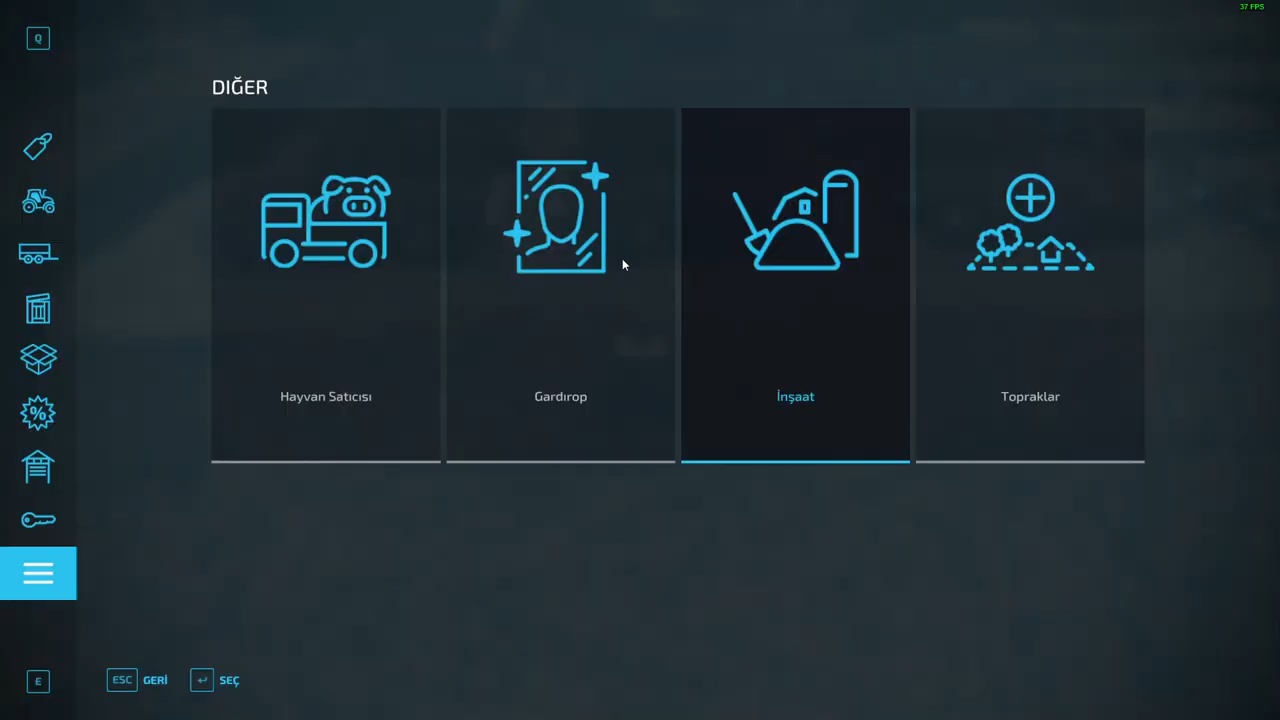 37 FPS
Q
DIĞER
%
Hayvan Satıcısı
Gardırop
İnşaat
Topraklar
E
ESC GERİ
SEÇ